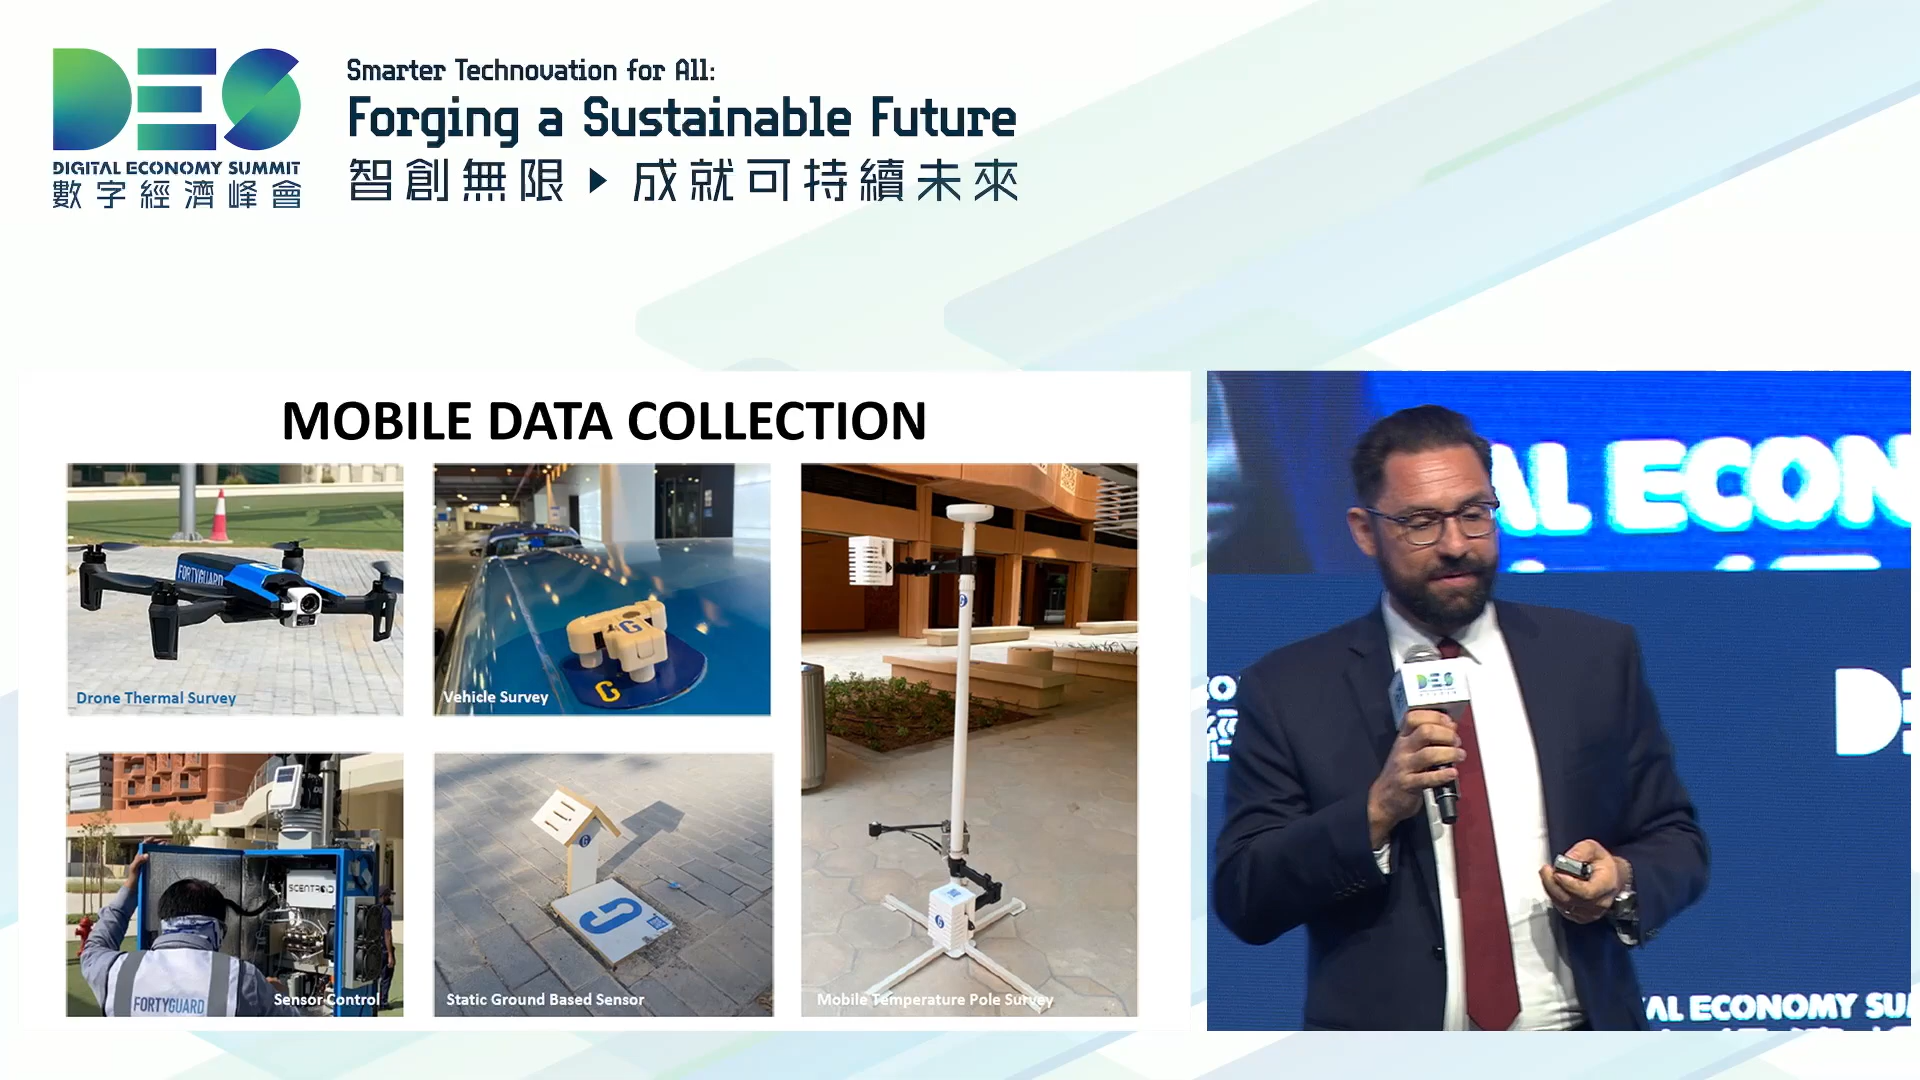 DES
DIGITAL ECONOMY SUMMIT
數字經濟峰會
Smarter Technovation for All:
Forging a Sustainable Future
智創無限 ▶ 成就可持續未來
MOBILE DATA COLLECTION
FORTYGUARD
Drone Thermal Survey
G
G
Vehicle Survey
SCENTROID
FORTYGUARD
Sensor Control
G
Static Ground Based Sensor
Mobile Temperature Pole Survey
AL ECON
DES
D
AL ECONOMY SU